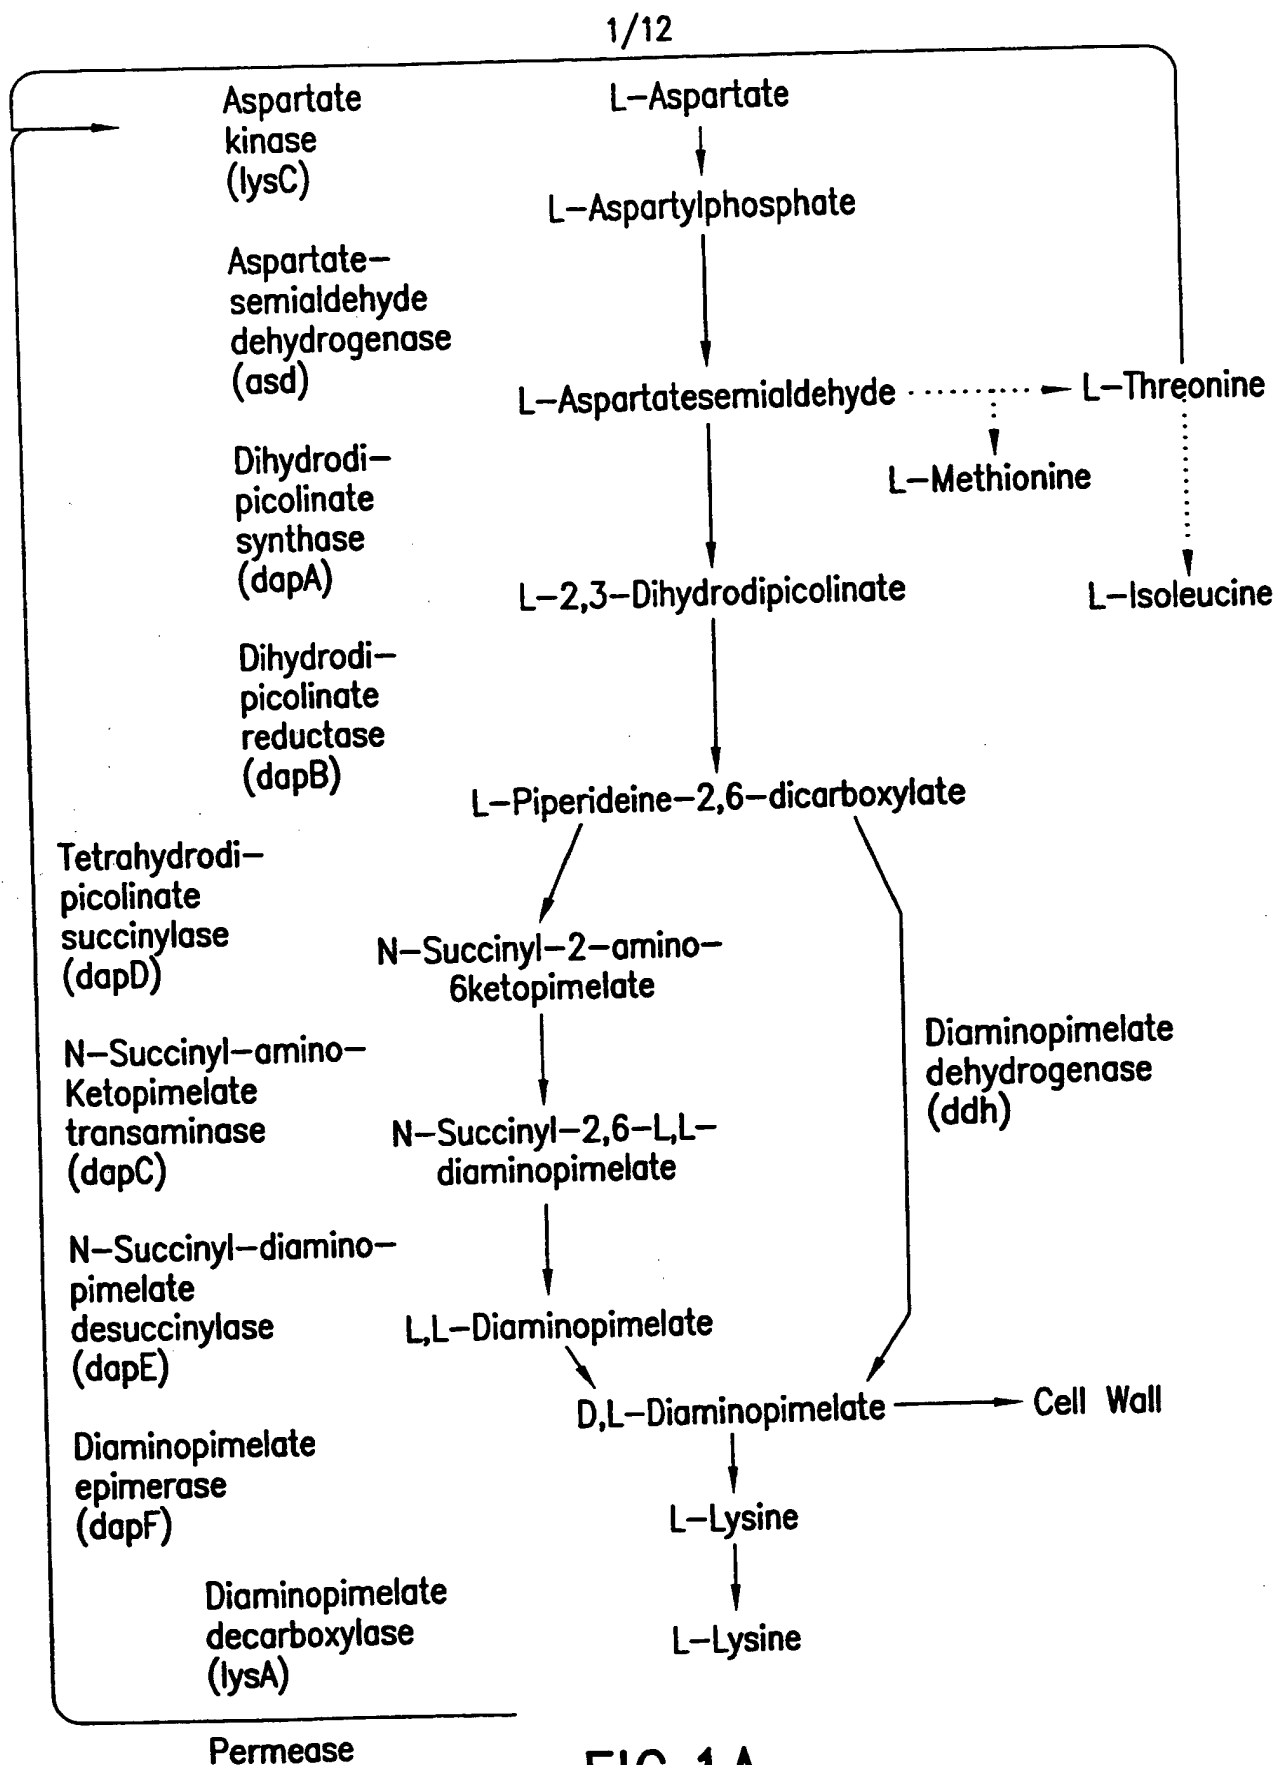 1/12
Aspartate
kinase
(lysC)
L-Aspartate
L-Aspartylphosphate
Aspartate-
semialdehyde
dehydrogenase
(asd)
L-Aspartatesemialdehyde
L-Threonine
L-Methionine
L-Isoleucine
Dihydrodi-
picolinate
synthase
(dapA)
L-2,3-Dihydrodipicolinate
Dihydrodi-
picolinate
reductase
(dapB)
L-Piperideine-2,6-dicarboxylate
Tetrahydrodi-
picolinate
succinylase
(dapD)
N-Succinyl-2-amino-
6ketopimelate
N-Succinyl-amino-
Ketopimelate
transaminase
(dapC)
N-Succinyl-2,6-L,L-
diaminopimelate
Diaminopimelate
dehydrogenase
(ddh)
N-Succinyl-diamino-
pimelate
desuccinylase
(dapE)
L,L-Diaminopimelate
D,L-Diaminopimelate
Cell Wall
Diaminopimelate
epimerase
(dapF)
L-Lysine
Diaminopimelate
decarboxylase
(lysA)
L-Lysine
Permease
FIG. 1A